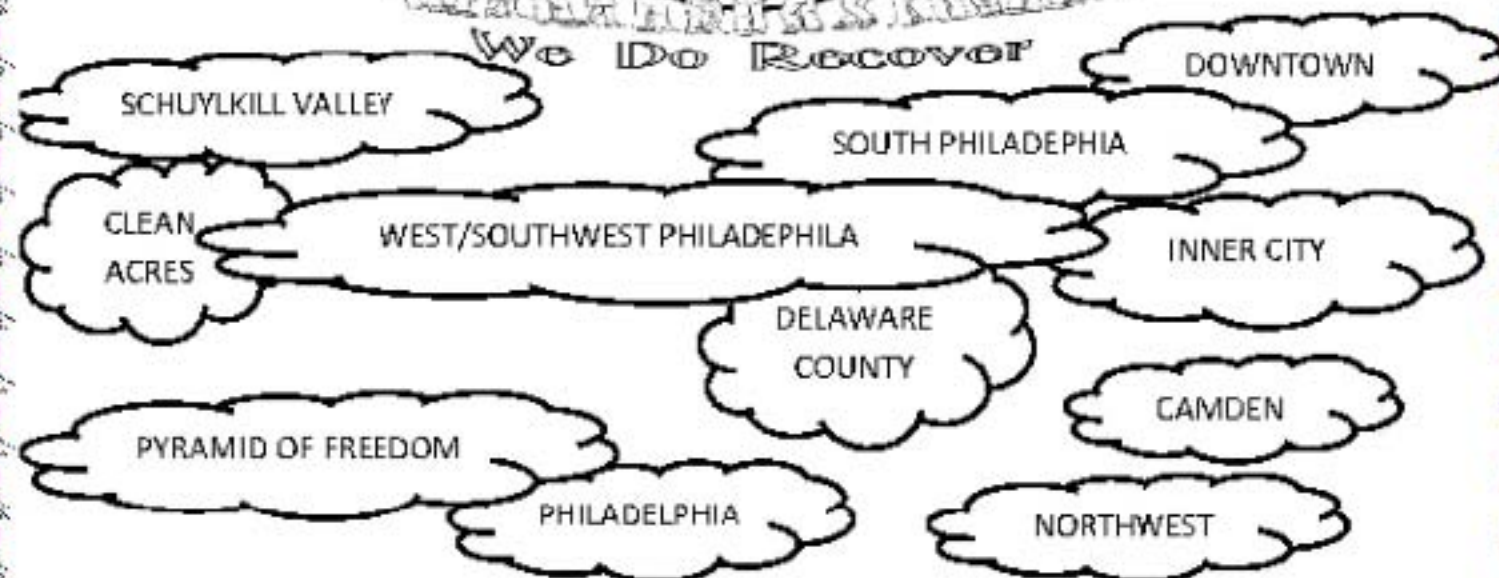 We Do Recover
DOWNTOWN
SCHUYLKILL VALLEY
SOUTH PHILADEPHIA
CLEAN
ACRES
WEST/SOUTHWEST PHILADEPHILA
INNER CITY
DELAWARE
COUNTY
CAMDEN
PYRAMID OF FREEDOM
PHILADELPHIA
NORTHWEST